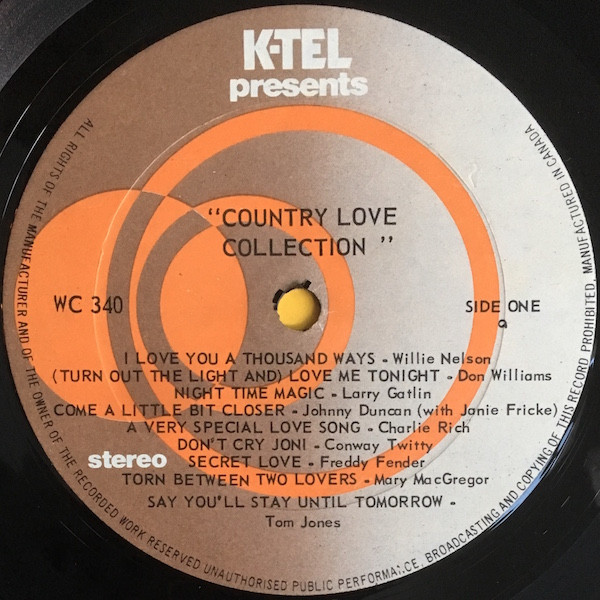 K-TEL
presents
"COUNTRY LOVE
COLLECTION "
WC 340
SIDE ONE
I LOVE YOU A THOUSAND WAYS - Willie Nelson
(TURN OUT THE LIGHT AND) LOVE ME TONIGHT - Don Williams
NIGHT TIME MAGIC - Larry Gatlin
COME A LITTLE BIT CLOSER - Johnny Duncan (with Janie Fricke)
A VERY SPECIAL LOVE SONG - Charlie Rich
DON'T CRY JONI - Conway Twitty
stereo
SECRET LOVE - Freddy Fender
TORN BETWEEN TWO LOVERS - Mary MacGregor
SAY YOU'LL STAY UNTIL TOMORROW -
Tom Jones
ALL RIGHTS OF THE MANUFACTURER AND OF THE OWNER OF THE RECORDED WORK RESERVED UNAUTHORISED PUBLIC PERFORMANCE, BROADCASTING AND COPYING OF THIS RECORD PROHIBITED. MANUFACTURED IN CANADA